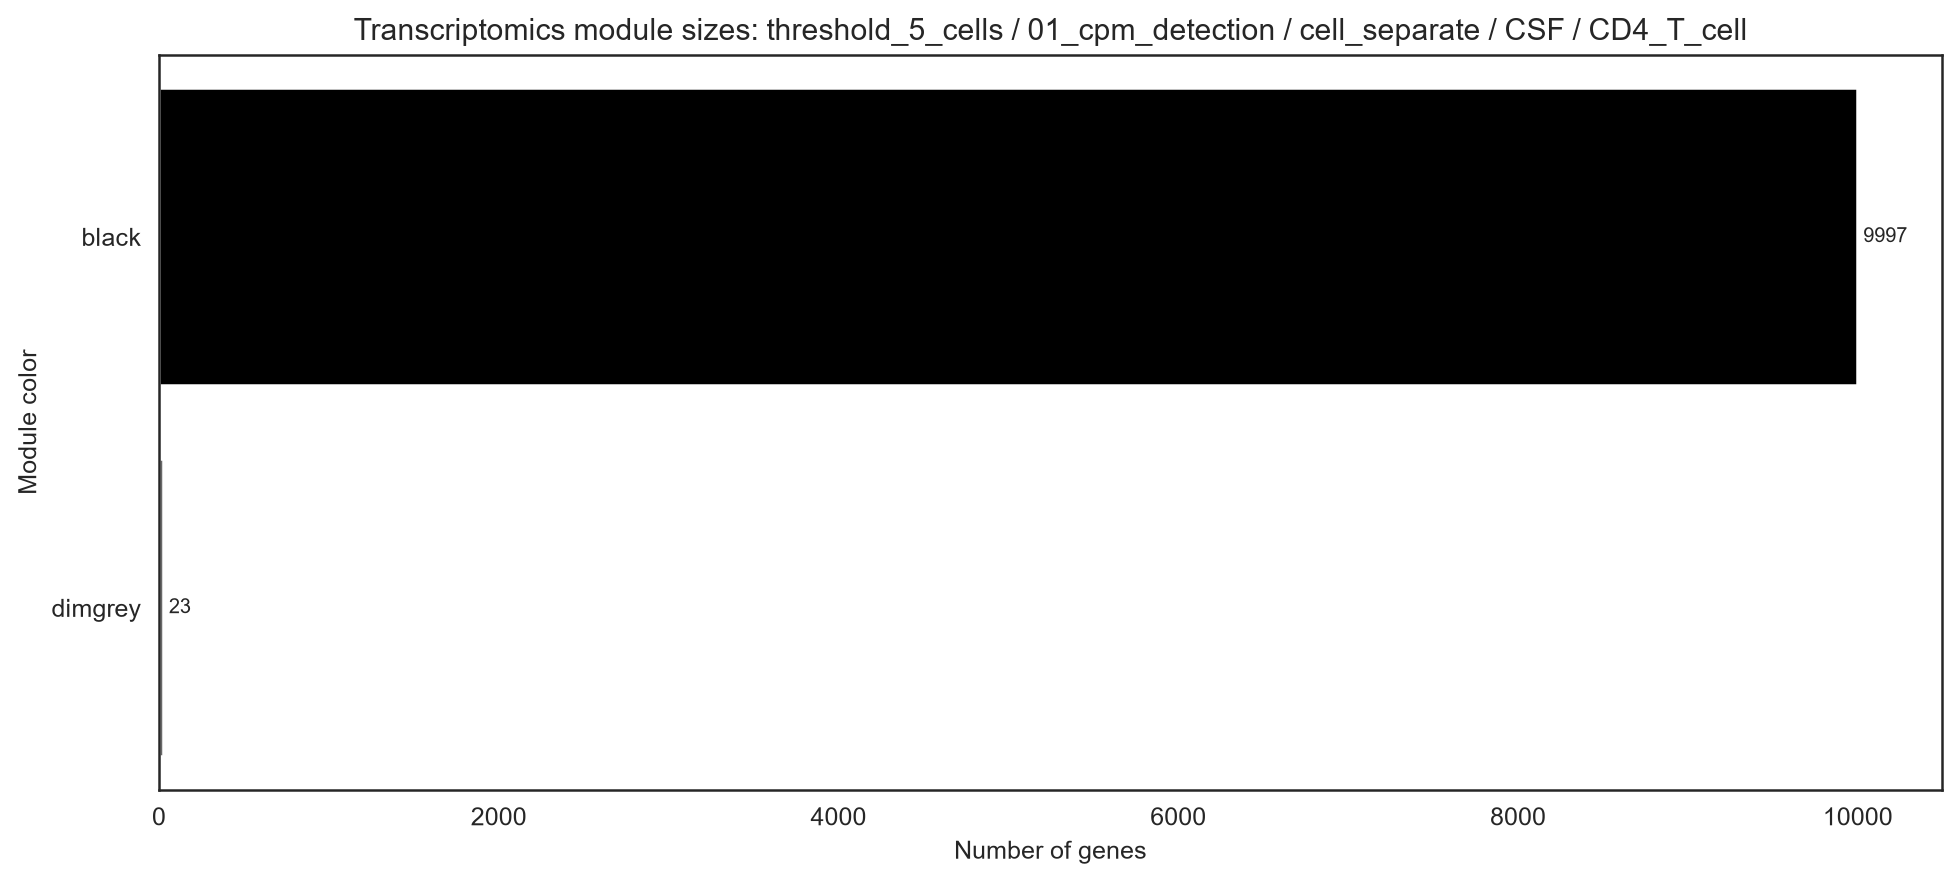 Transcriptomics module sizes: threshold_5_cells / 01_cpm_detection / cell_separate / CSF / CD4_T_cell
black
9997
Module color
dimgrey
23
0
2000
4000
6000
8000
10000
Number of genes